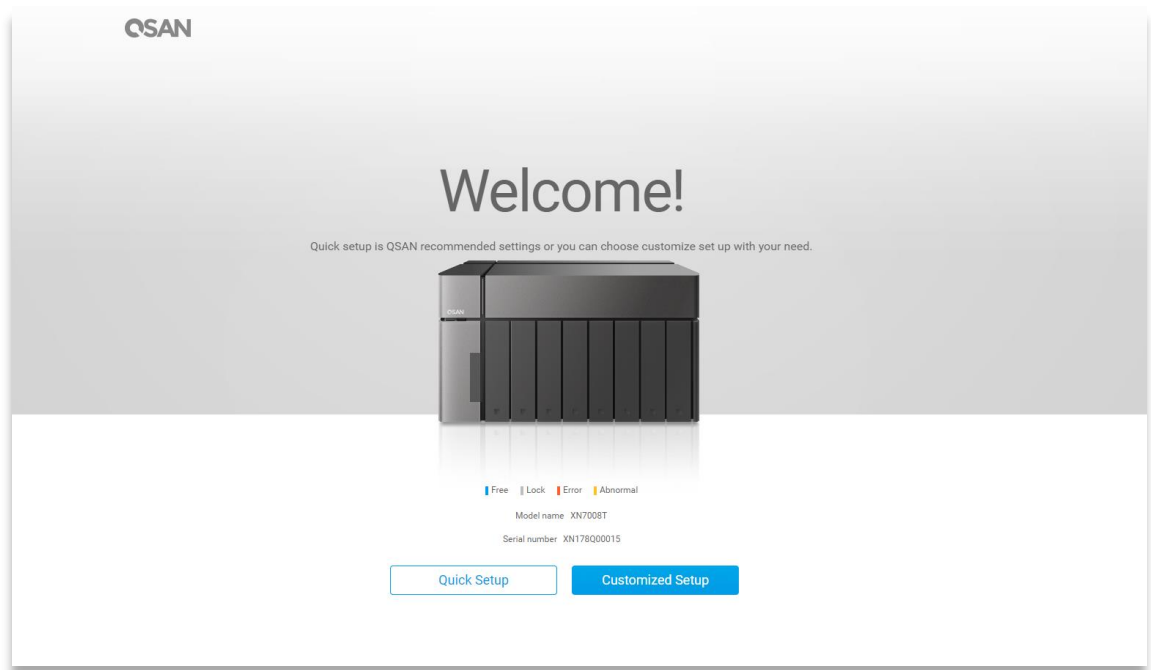 QSAN
Welcome!
Quick setup is QSAN recommended settings or you can choose customize set up with your need.
QSAN
Free Lock Error Abnormal
Model name XN7008T
Serial number XN178Q00015
Quick Setup Customized Setup